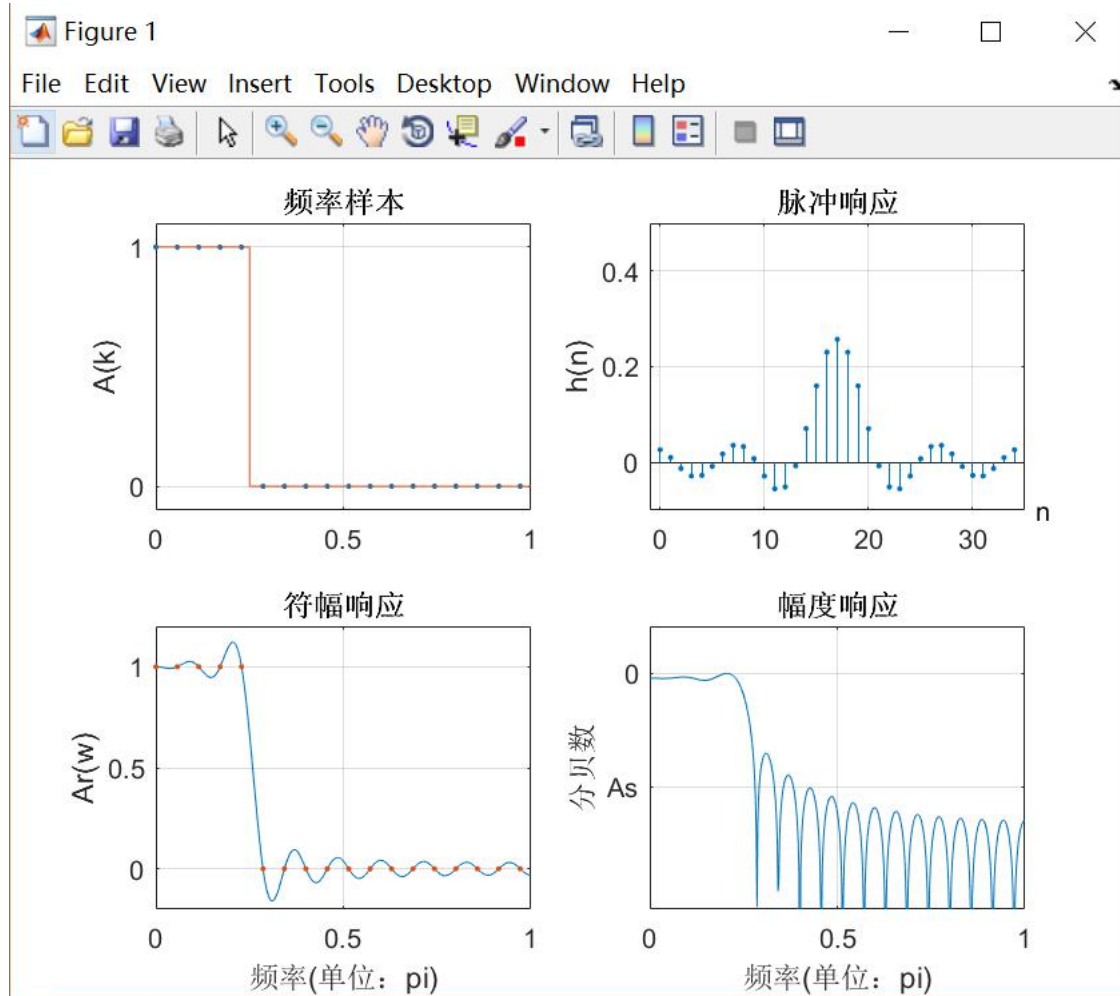 Figure 1
File Edit View Insert Tools Desktop Window Help
频率样本
A(k)
1
0
0 0.5 1
脉冲响应
h(n)
0.4
0.2
0
0 10 20 30
n
符幅响应
Ar(w)
1
0.5
0
0 0.5 1
频率(单位：pi)
幅度响应
分贝数
0
As
0 0.5 1
频率(单位：pi)